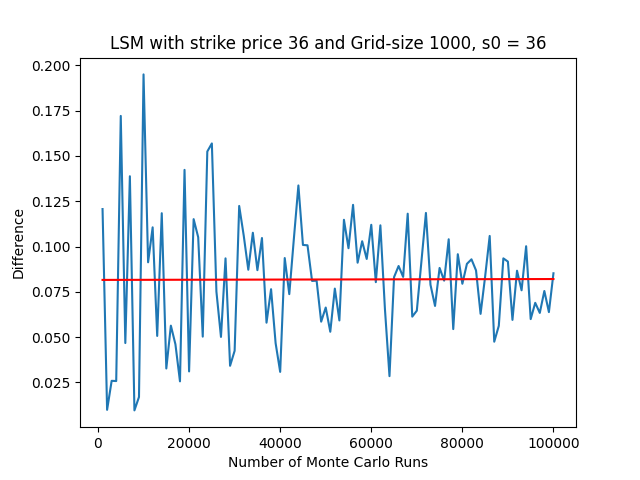 LSM with strike price 36 and Grid-size 1000, s0 = 36
0.200
0.175
0.150
0.125
0.100
0.075
0.050
0.025
Difference
0 20000 40000 60000 80000 100000
Number of Monte Carlo Runs